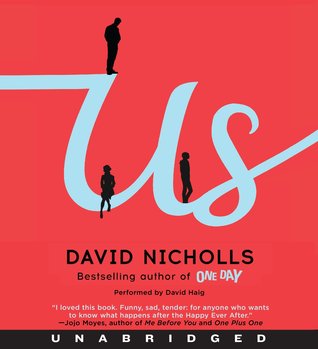 us
DAVID NICHOLLS
Bestselling author of ONE DAY
Performed by David Haig
"I loved this book. Funny, sad, tender: for anyone who wants
to know what happens after the Happy Ever After."
—Jojo Moyes, author of Me Before You and One Plus One
UNABRIDGED